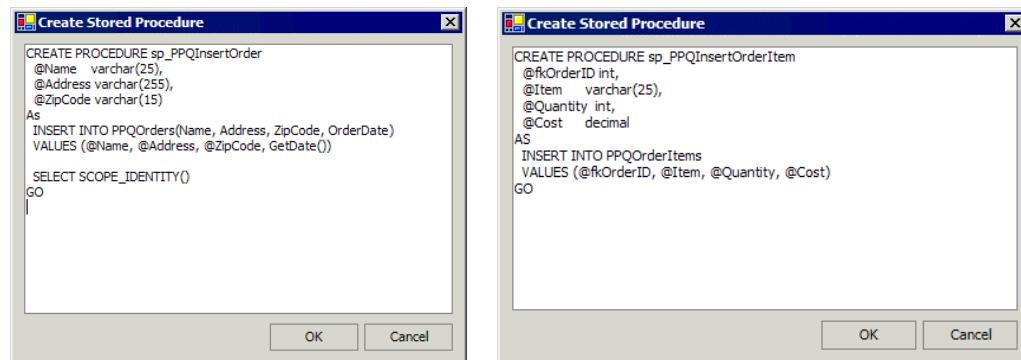 Create Stored Procedure
CREATE PROCEDURE sp_PPQInsertOrder
@Name varchar(25),
@Address varchar(255),
@ZipCode varchar(15)
As
INSERT INTO PPQOrders(Name, Address, ZipCode, OrderDate)
VALUES (@Name, @Address, @ZipCode, GetDate())
SELECT SCOPE_IDENTITY()
GO
OK Cancel
Create Stored Procedure
CREATE PROCEDURE sp_PPQInsertOrderItem
@fkOrderID int,
@Item varchar(25),
@Quantity int,
@Cost decimal
AS
INSERT INTO PPQOrderItems
VALUES (@fkOrderID, @Item, @Quantity, @Cost)
GO
OK Cancel